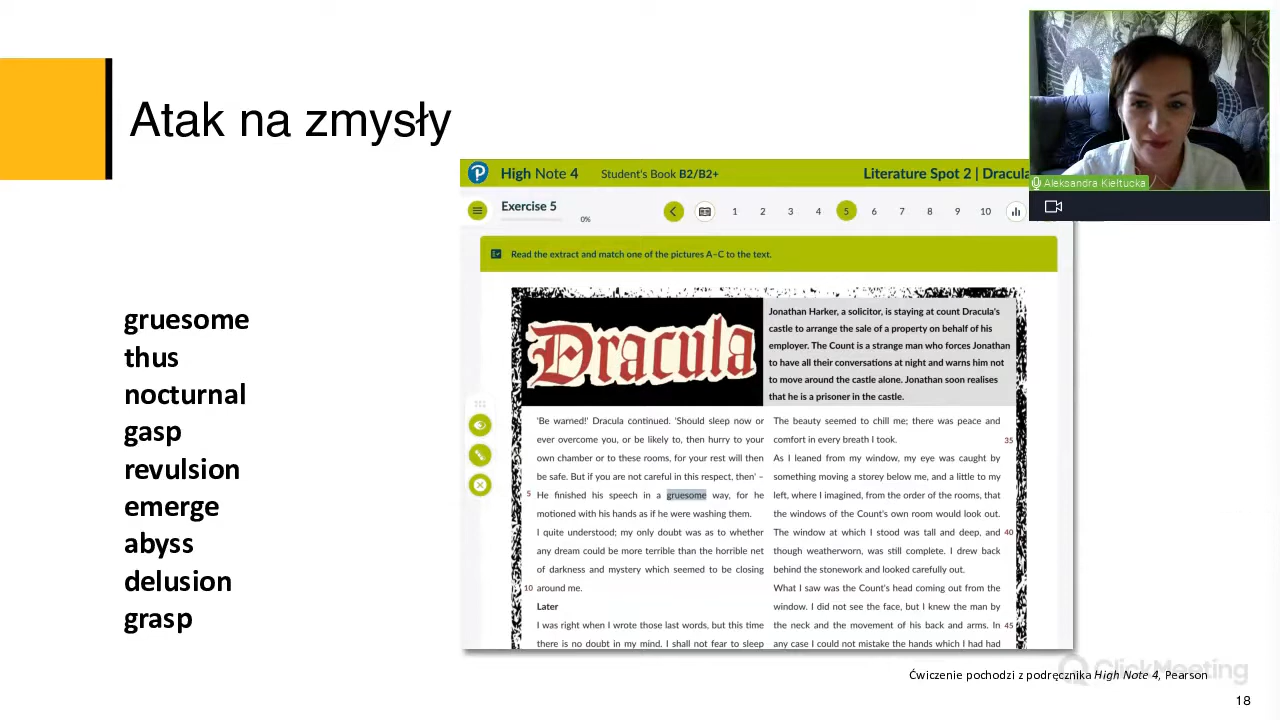 Atak na zmysły
Aleksandra Kiełtucka
High Note 4
Student's Book B2/B2+
Literature Spot 2 | Dracula
Exercise 5
0%
1 2 3 4 5 6 7 8 9 10
Read the extract and match one of the pictures A–C to the text.
gruesome
thus
nocturnal
gasp
revulsion
emerge
abyss
delusion
grasp
Dracula
Jonathan Harker, a solicitor, is staying at count Dracula's
castle to arrange the sale of a property on behalf of his
employer. The Count is a strange man who forces Jonathan
to have all their conversations at night and warns him not
to move around the castle alone. Jonathan soon realises
that he is a prisoner in the castle.
'Be warned!' Dracula continued. 'Should sleep now or
ever overcome you, or be likely to, then hurry to your
own chamber or to these rooms, for your rest will then
be safe. But if you are not careful in this respect, then' –
5 He finished his speech in a gruesome way, for he
motioned with his hands as if he were washing them.
I quite understood; my only doubt was as to whether
any dream could be more terrible than the horrible net
of darkness and mystery which seemed to be closing
10 around me.
Later
I was right when I wrote those last words, but this time
there is no doubt in my mind. I shall not fear to sleep
The beauty seemed to chill me; there was peace and
comfort in every breath I took. 35
As I leaned from my window, my eye was caught by
something moving a storey below me, and a little to my
left, where I imagined, from the order of the rooms, that
the windows of the Count's own room would look out.
The window at which I stood was tall and deep, and 40
though weatherworn, was still complete. I drew back
behind the stonework and looked carefully out.
What I saw was the Count's head coming out from the
window. I did not see the face, but I knew the man by
the neck and the movement of his back and arms. In 45
any case I could not mistake the hands which I had had
ClickMeeting
Ćwiczenie pochodzi z podręcznika High Note 4, Pearson
18